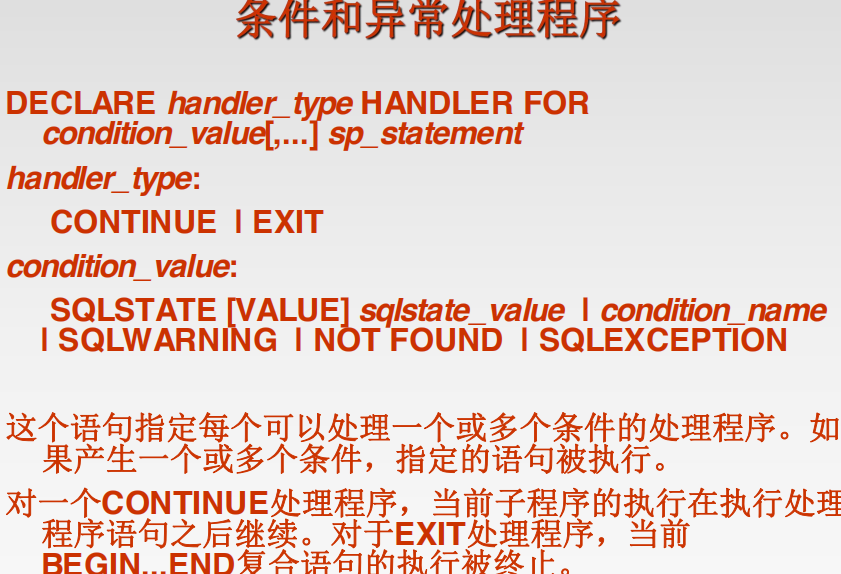 条件和异常处理程序
DECLARE handler_type HANDLER FOR
condition_value[,...] sp_statement
handler_type:
CONTINUE | EXIT
condition_value:
SQLSTATE [VALUE] sqlstate_value | condition_name
| SQLWARNING | NOT FOUND | SQLEXCEPTION
这个语句指定每个可以处理一个或多个条件的处理程序。如
果产生一个或多个条件，指定的语句被执行。
对一个CONTINUE处理程序，当前子程序的执行在执行处理
程序语句之后继续。对于EXIT处理程序，当前
BEGIN...END复合语句的执行被终止。